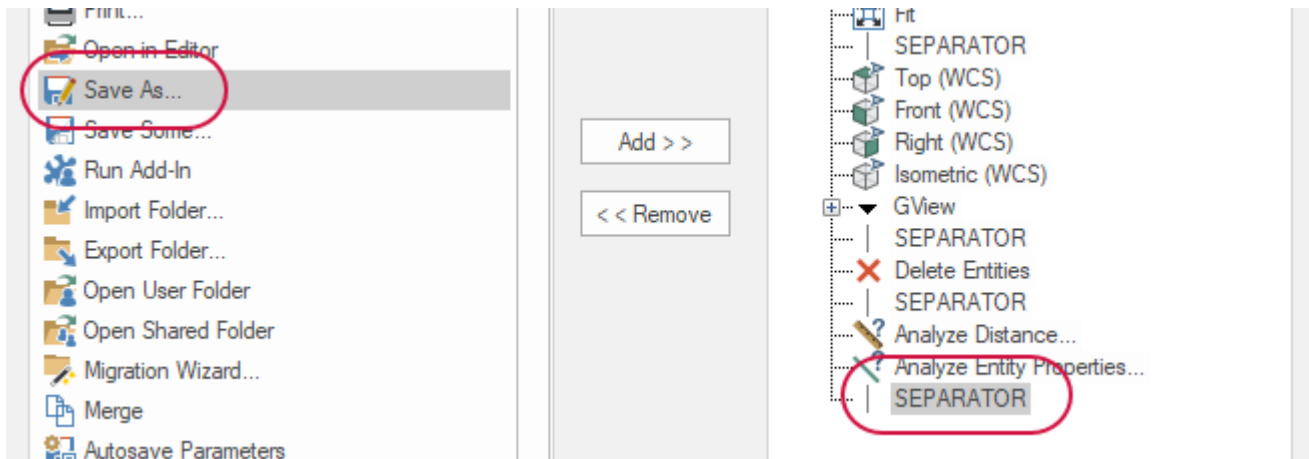 Print...
Open in Editor
Save As...
Save Some...
Run Add-In
Import Folder...
Export Folder...
Open User Folder
Open Shared Folder
Migration Wizard...
Merge
Autosave Parameters
Add > >
< < Remove
Fit
SEPARATOR
Top (WCS)
Front (WCS)
Right (WCS)
Isometric (WCS)
GView
SEPARATOR
Delete Entities
SEPARATOR
Analyze Distance...
Analyze Entity Properties...
SEPARATOR